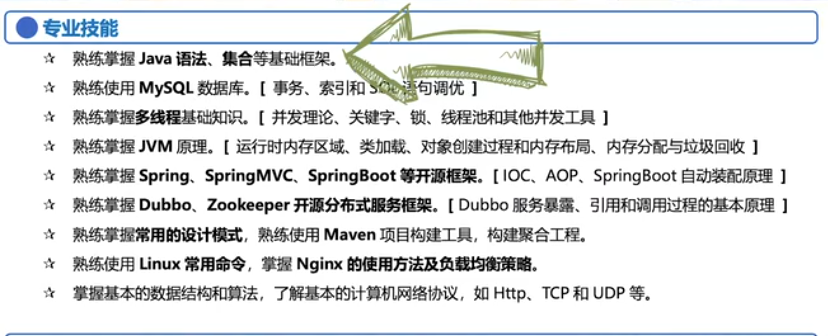 专业技能
☆ 熟练掌握 Java 语法、集合等基础框架。
☆ 熟练使用 MySQL 数据库。[ 事务、索引和 SQL 语句调优 ]
☆ 熟练掌握多线程基础知识。[ 并发理论、关键字、锁、线程池和其他并发工具 ]
☆ 熟练掌握 JVM 原理。[ 运行时内存区域、类加载、对象创建过程和内存布局、内存分配与垃圾回收 ]
☆ 熟练掌握 Spring、SpringMVC、SpringBoot 等开源框架。[ IOC、AOP、SpringBoot 自动装配原理 ]
☆ 熟练掌握 Dubbo、Zookeeper 开源分布式服务框架。[ Dubbo 服务暴露、引用和调用过程的基本原理 ]
☆ 熟练掌握常用的设计模式，熟练使用 Maven 项目构建工具，构建聚合工程。
☆ 熟练使用 Linux 常用命令，掌握 Nginx 的使用方法及负载均衡策略。
☆ 掌握基本的数据结构和算法，了解基本的计算机网络协议，如 Http、TCP 和 UDP 等。